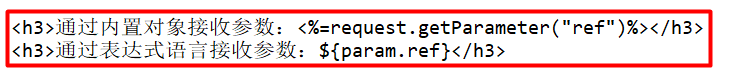 <h3>通过内置对象接收参数：<%=request.getParameter("ref")%></h3>
<h3>通过表达式语言接收参数：${param.ref}</h3>